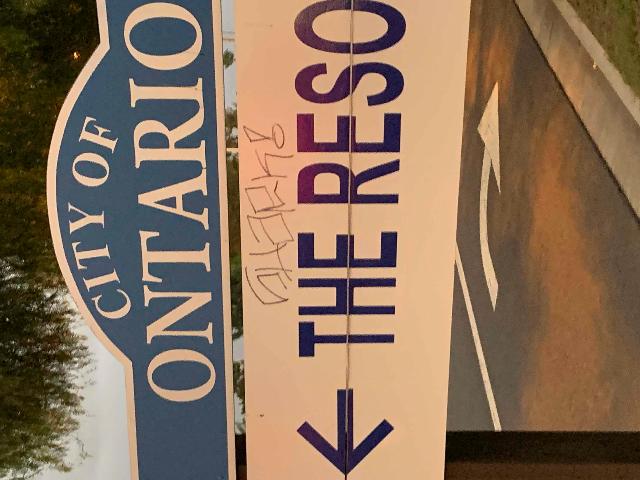 CITY OF
ONTARIO
← THE RESO